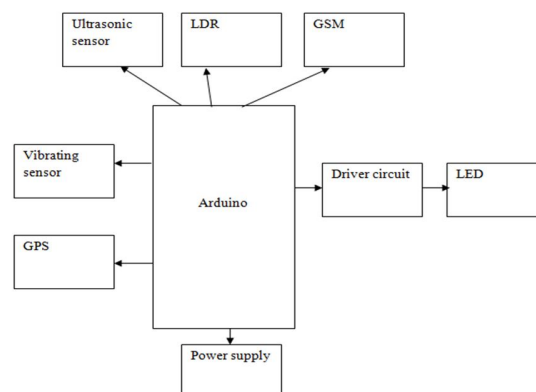 Ultrasonic
sensor
LDR
GSM
Vibrating
sensor
Arduino
Driver circuit
LED
GPS
Power supply